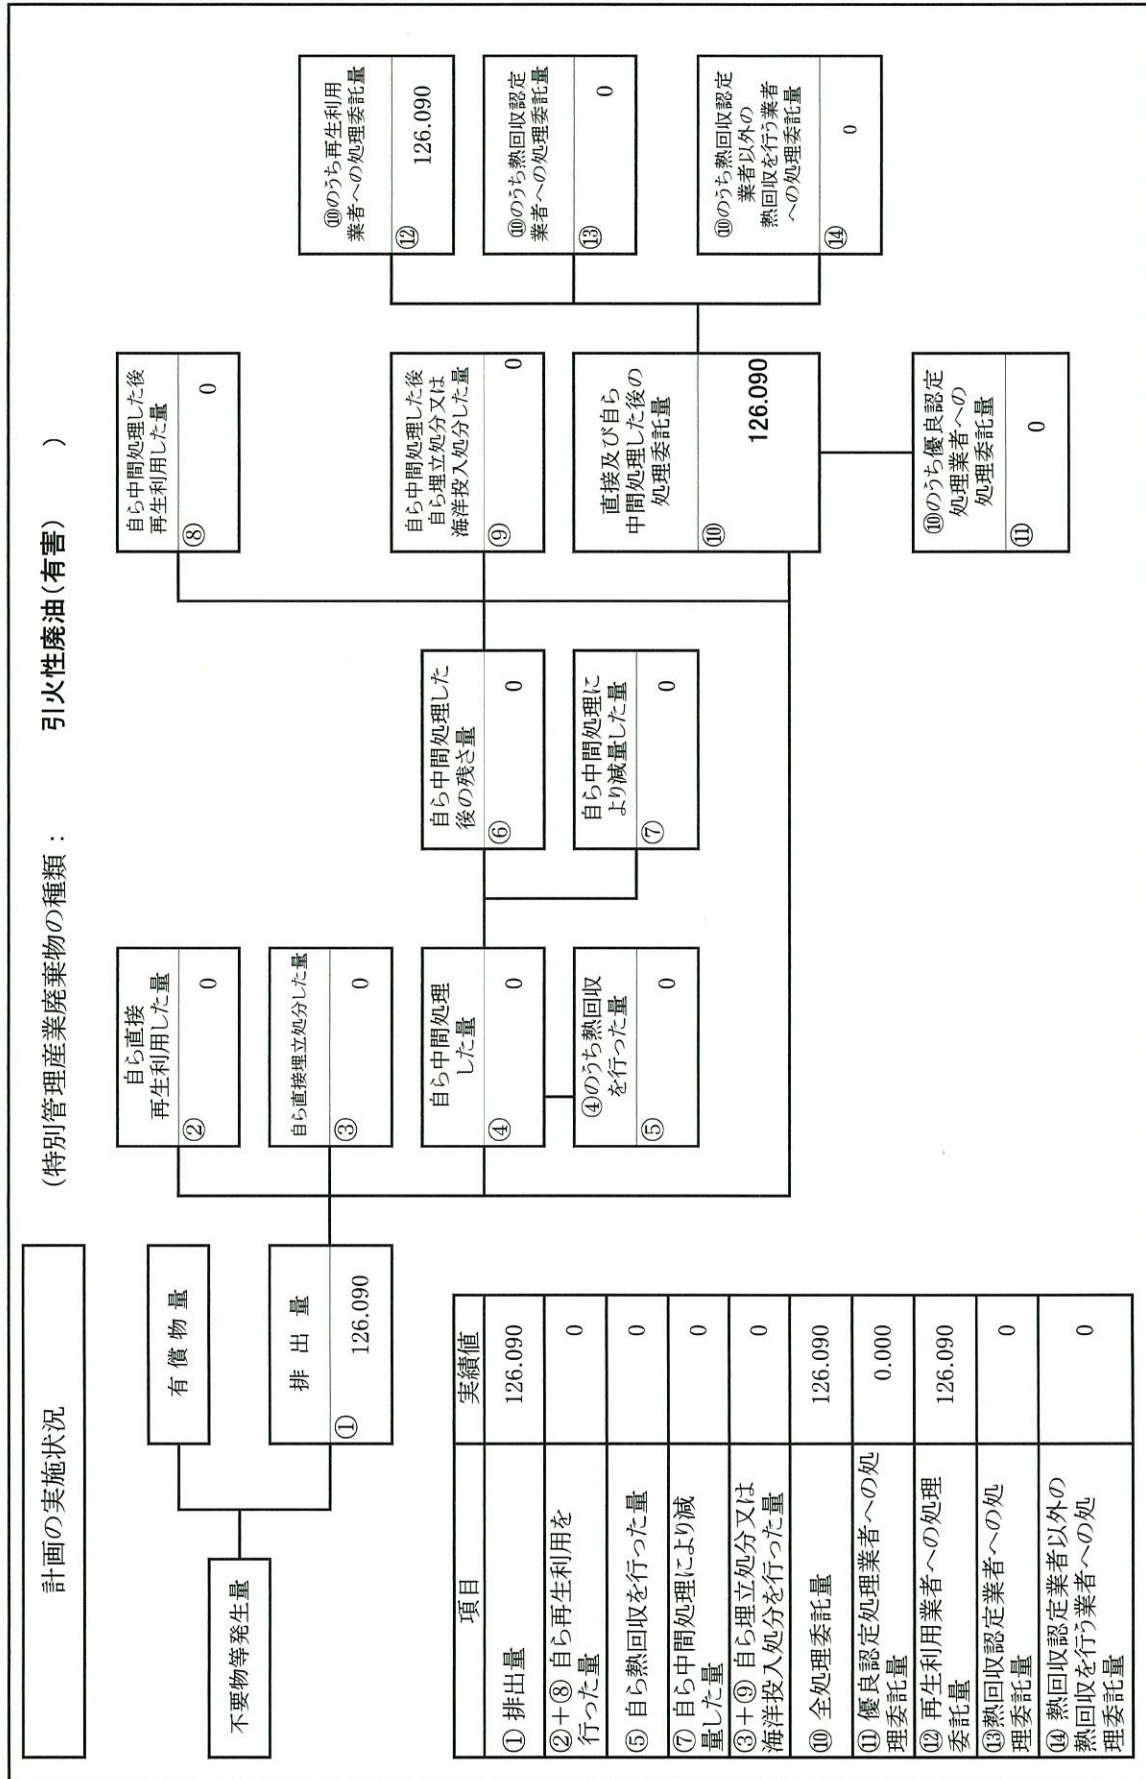 計画の実施状況
(特別管理産業廃棄物の種類： 引火性廃油(有害) )
不要物等発生量
有 償 物 量
排 出 量
① 126.090
自ら直接
再生利用した量
② 0
自ら直接埋立処分した量
③ 0
自ら中間処理
した量
④ 0
④のうち熱回収
を行った量
⑤ 0
自ら中間処理した
後の残さ量
⑥ 0
自ら中間処理に
より減量した量
⑦ 0
自ら中間処理した後
再生利用した量
⑧ 0
自ら中間処理した後
自ら埋立処分又は
海洋投入処分した量
⑨ 0
直接及び自ら
中間処理した後の
処理委託量
⑩ 126.090
⑩のうち優良認定
処理業者への
処理委託量
⑪ 0
⑩のうち再生利用
業者への処理委託量
⑫ 126.090
⑩のうち熱回収認定
業者への処理委託量
⑬ 0
⑩のうち熱回収認定
業者以外の
熱回収を行う業者
への処理委託量
⑭ 0
項目 実績値
① 排出量 126.090
②＋⑧ 自ら再生利用を
行った量 0
⑤ 自ら熱回収を行った量 0
⑦ 自ら中間処理により減
量した量 0
③＋⑨ 自ら埋立処分又は
海洋投入処分を行った量 0
⑩ 全処理委託量 126.090
⑪ 優良認定処理業者への処
理委託量 0.000
⑫ 再生利用業者への処理
委託量 126.090
⑬熱回収認定業者への処
理委託量 0
⑭ 熱回収認定業者以外の
熱回収を行う業者への処
理委託量 0